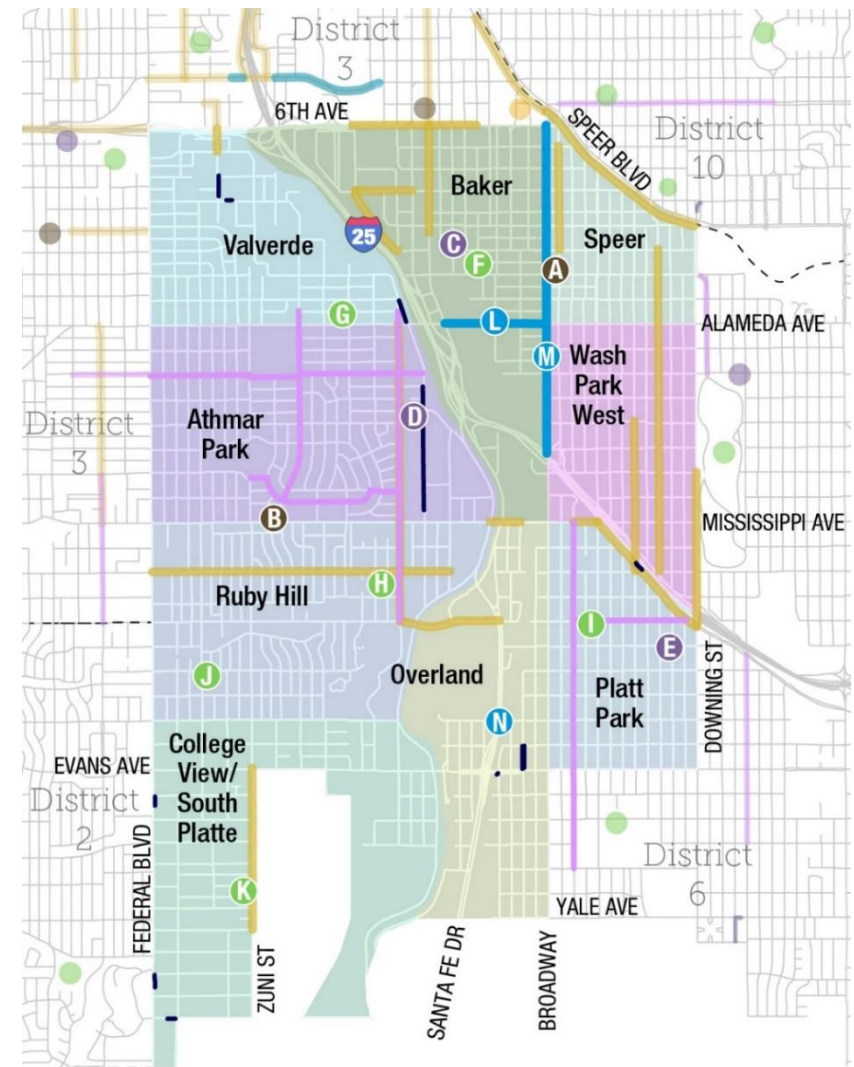 District
3
6TH AVE
SPEER BLVD
District
10
Baker
Valverde
25
C
F
Speer
A
G
L
ALAMEDA AVE
M
Wash
Park
West
District
3
Athmar
Park
D
B
MISSISSIPPI AVE
Ruby Hill
H
I
E
J
Overland
Platt
Park
DOWNING ST
N
College
View/
South
Platte
EVANS AVE
District
2
FEDERAL BLVD
K
ZUNI ST
District
6
YALE AVE
SANTA FE DR
BROADWAY